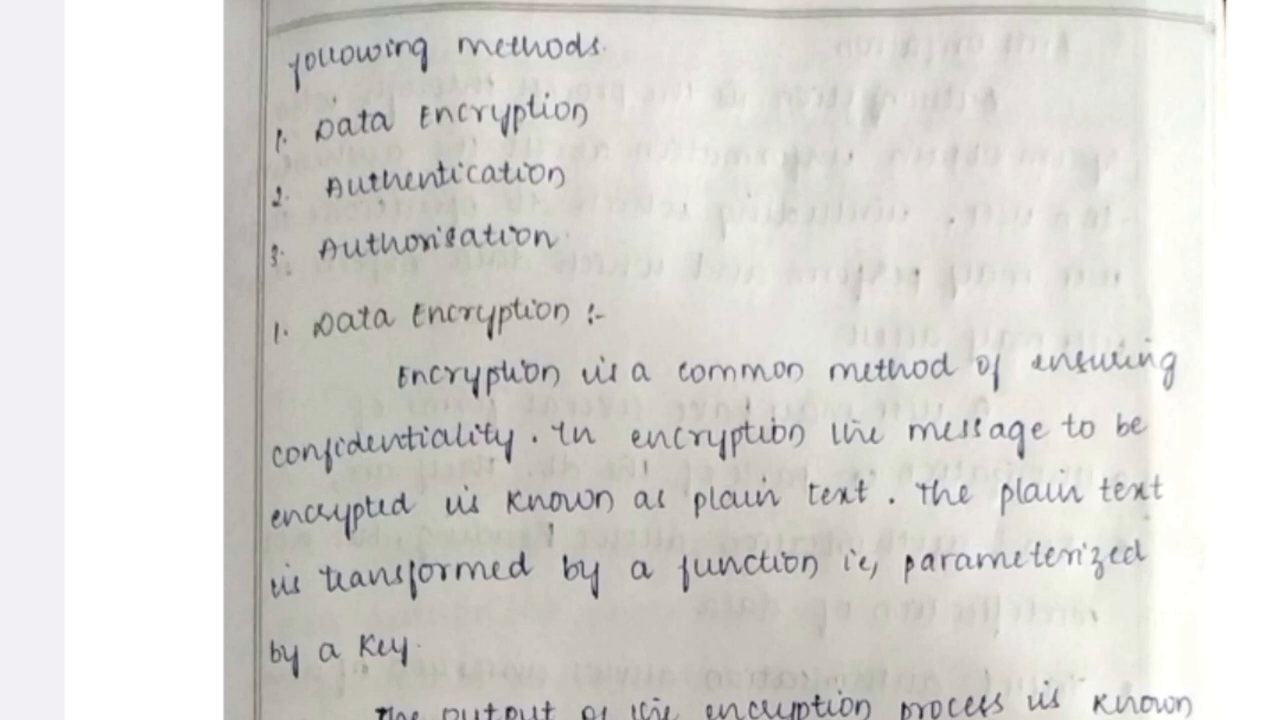 following methods.
1. Data Encryption
2. Authentication
3. Authorisation.
1. Data Encryption :-
Encryption is a common method of ensuring
confidentiality. In encryption the message to be
encrypted is known as plain text. The plain text
is transformed by a function ie, parameterized
by a key.
The output of the encryption process is known